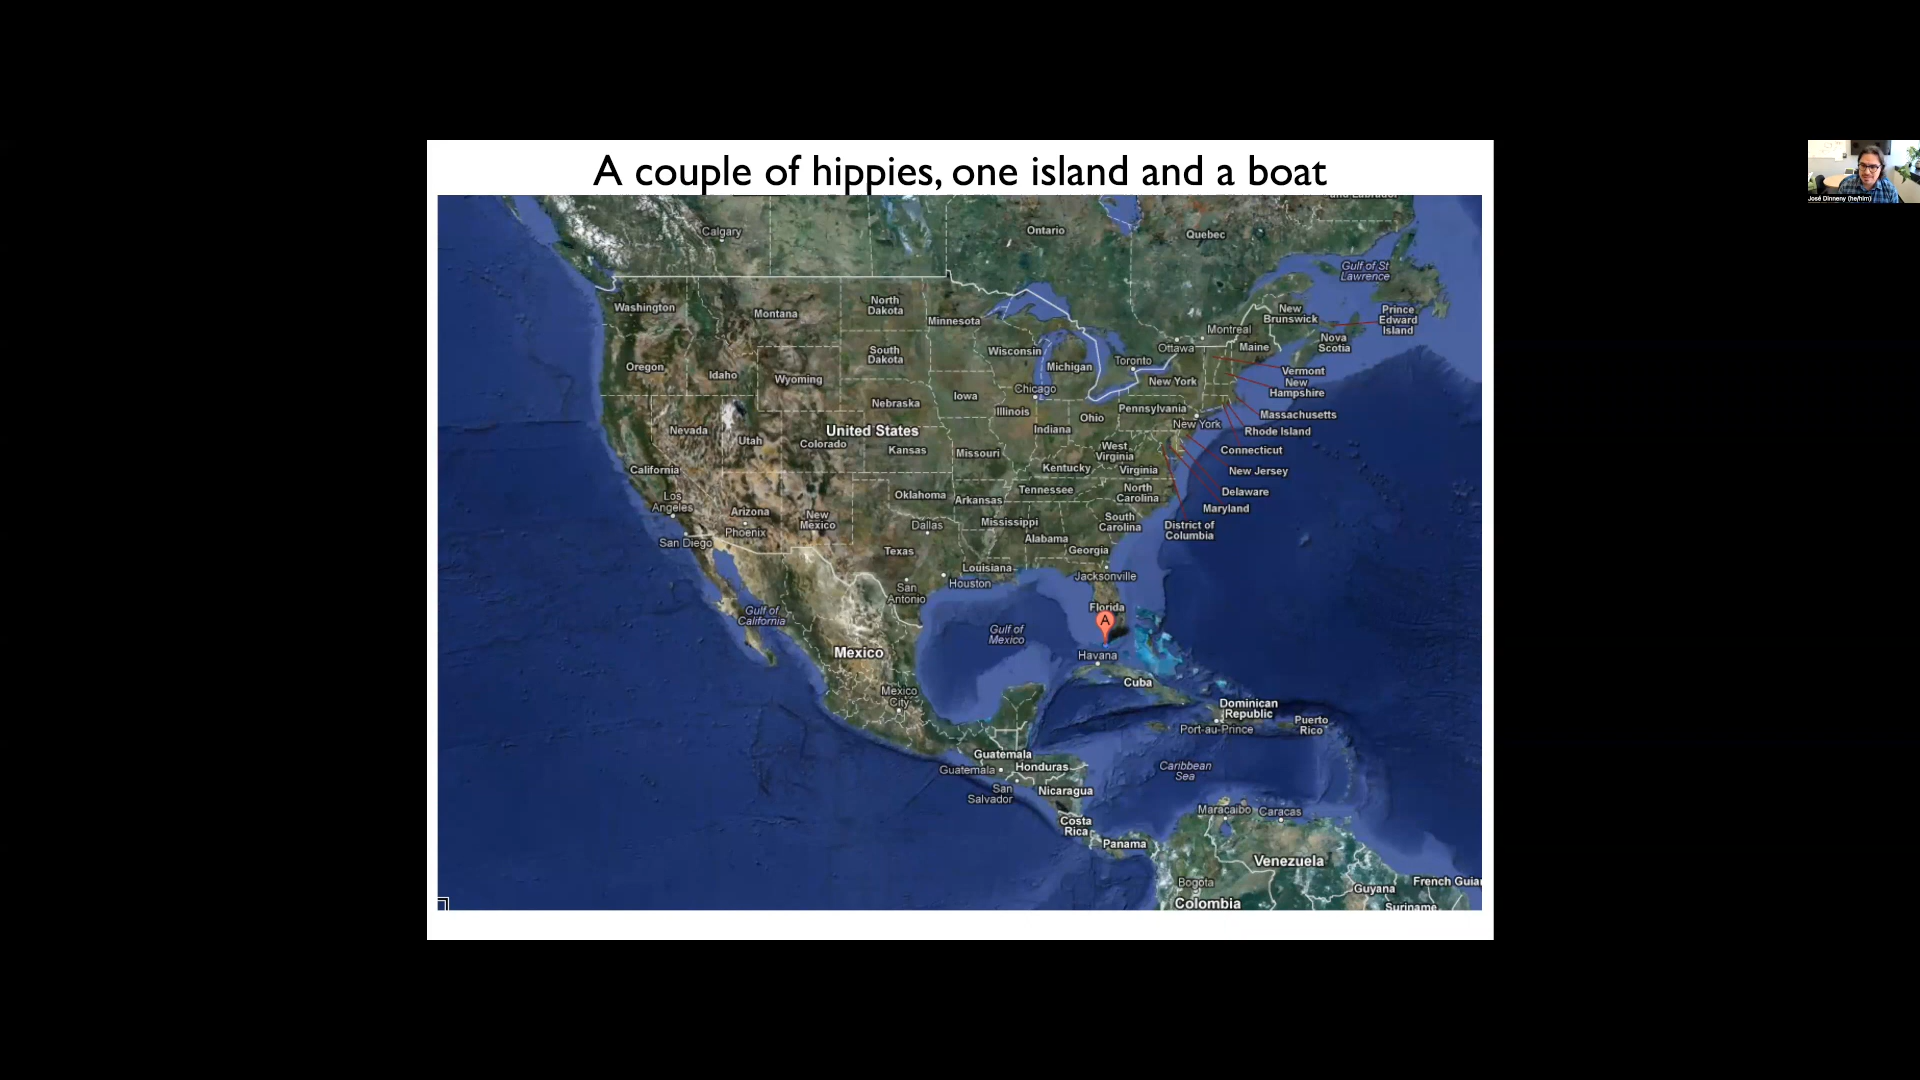 A couple of hippies, one island and a boat
José Dinneny (he/him)
Calgary
Ontario
Quebec
Gulf of St
Lawrence
Washington
Montana
North
Dakota
Minnesota
New
Brunswick
Prince
Edward
Island
Montreal
Nova
Scotia
Ottawa
Maine
Oregon
Idaho
South
Dakota
Wisconsin
Michigan
Toronto
Vermont
Wyoming
New York
New
Hampshire
Chicago
Nebraska
Iowa
Illinois
Ohio
Pennsylvania
Massachusetts
Nevada
Utah
United States
Colorado
Indiana
New York
Rhode Island
Kansas
Missouri
West
Virginia
Connecticut
California
Kentucky
Virginia
New Jersey
Los
Angeles
Oklahoma
Arkansas
Tennessee
North
Carolina
Delaware
Maryland
Arizona
Phoenix
New
Mexico
Dallas
Mississippi
South
Carolina
District of
Columbia
San Diego
Texas
Alabama
Georgia
Louisiana
Jacksonville
San
Antonio
Houston
Florida
A
Gulf of
California
Gulf of
Mexico
Mexico
Havana
Cuba
Mexico
City
Dominican
Republic
Port-au-Prince
Puerto
Rico
Guatemala
Guatemala
Honduras
Caribbean
Sea
San
Salvador
Nicaragua
Maracaibo
Caracas
Costa
Rica
Panama
Venezuela
Bogota
Colombia
Guyana
French Guian
Suriname